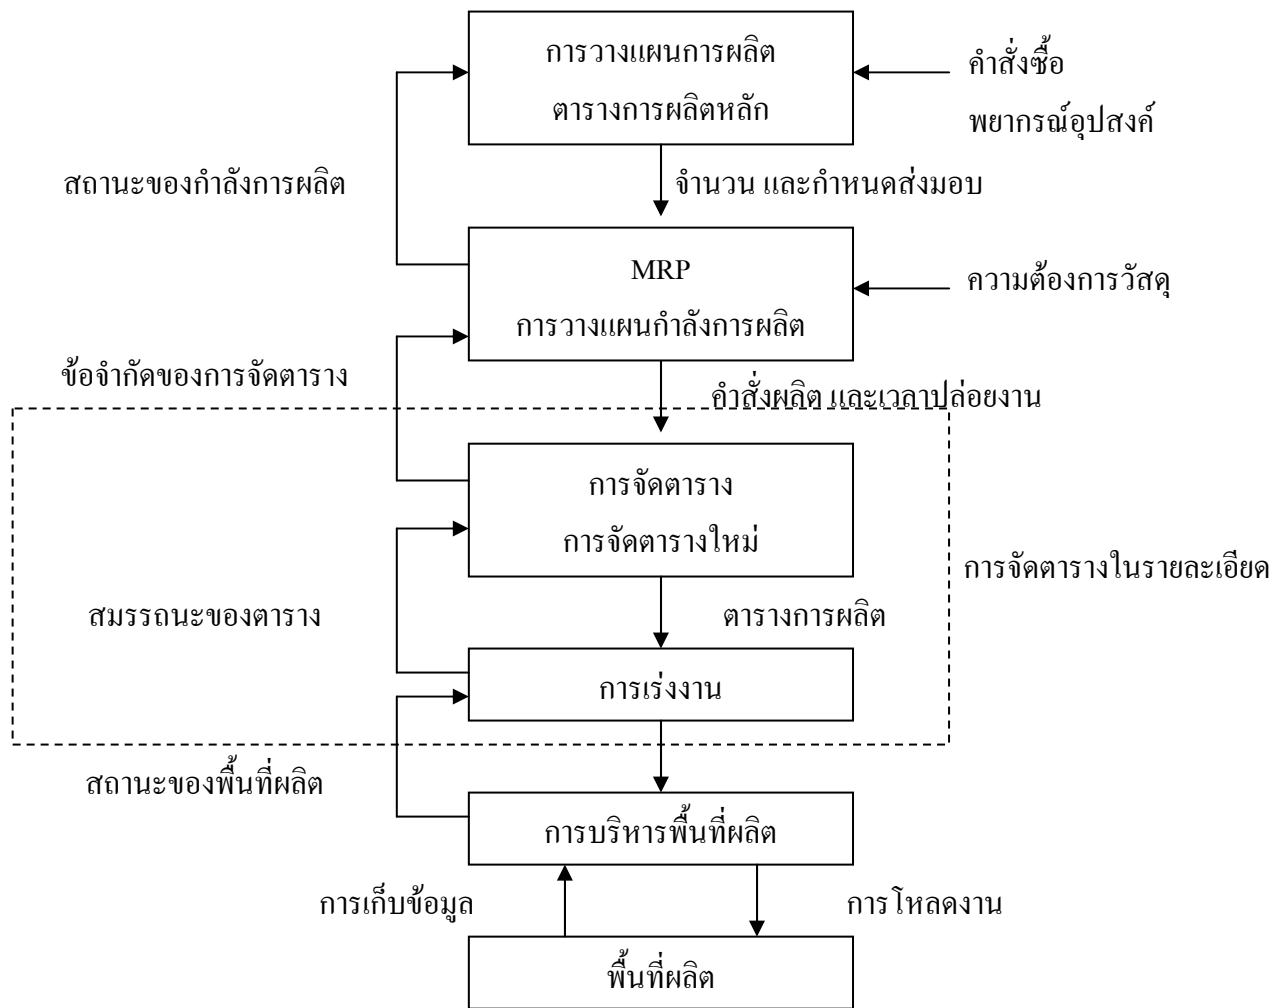 การวางแผนการผลิต
ตารางการผลิตหลัก
คำสั่งซื้อ
พยากรณ์อุปสงค์
สถานะของกำลังการผลิต
จำนวน และกำหนดส่งมอบ
MRP
การวางแผนกำลังการผลิต
ความต้องการวัสดุ
ข้อจำกัดของการจัดตาราง
คำสั่งผลิต และเวลาปล่อยงาน
การจัดตาราง
การจัดตารางใหม่
การจัดตารางในรายละเอียด
สมรรถนะของตาราง
ตารางการผลิต
การเร่งงาน
สถานะของพื้นที่ผลิต
การบริหารพื้นที่ผลิต
การเก็บข้อมูล
การโหลดงาน
พื้นที่ผลิต